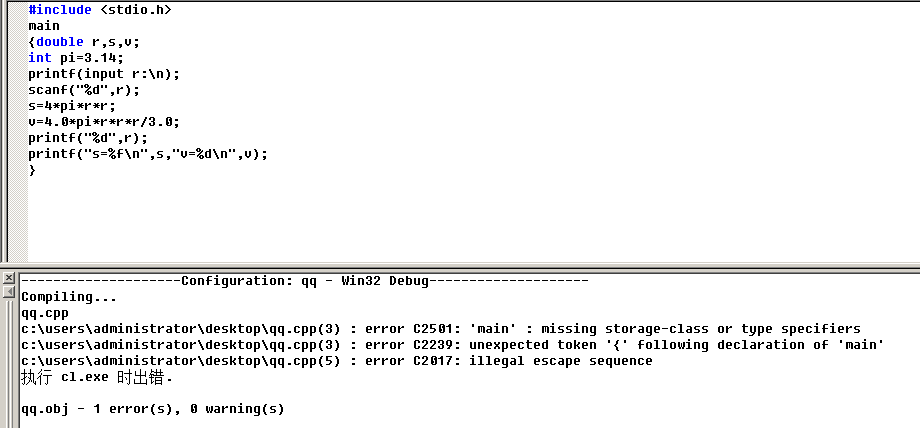 #include <stdio.h>
main
{double r,s,v;
int pi=3.14;
printf(input r:\n);
scanf("%d",r);
s=4*pi*r*r;
v=4.0*pi*r*r*r/3.0;
printf("%d",r);
printf("s=%f\n",s,"v=%d\n",v);
}
--------------------Configuration: qq - Win32 Debug--------------------
Compiling...
qq.cpp
c:\users\administrator\desktop\qq.cpp(3) : error C2501: 'main' : missing storage-class or type specifiers
c:\users\administrator\desktop\qq.cpp(3) : error C2239: unexpected token '{' following declaration of 'main'
c:\users\administrator\desktop\qq.cpp(5) : error C2017: illegal escape sequence
执行 cl.exe 时出错.
qq.obj - 1 error(s), 0 warning(s)